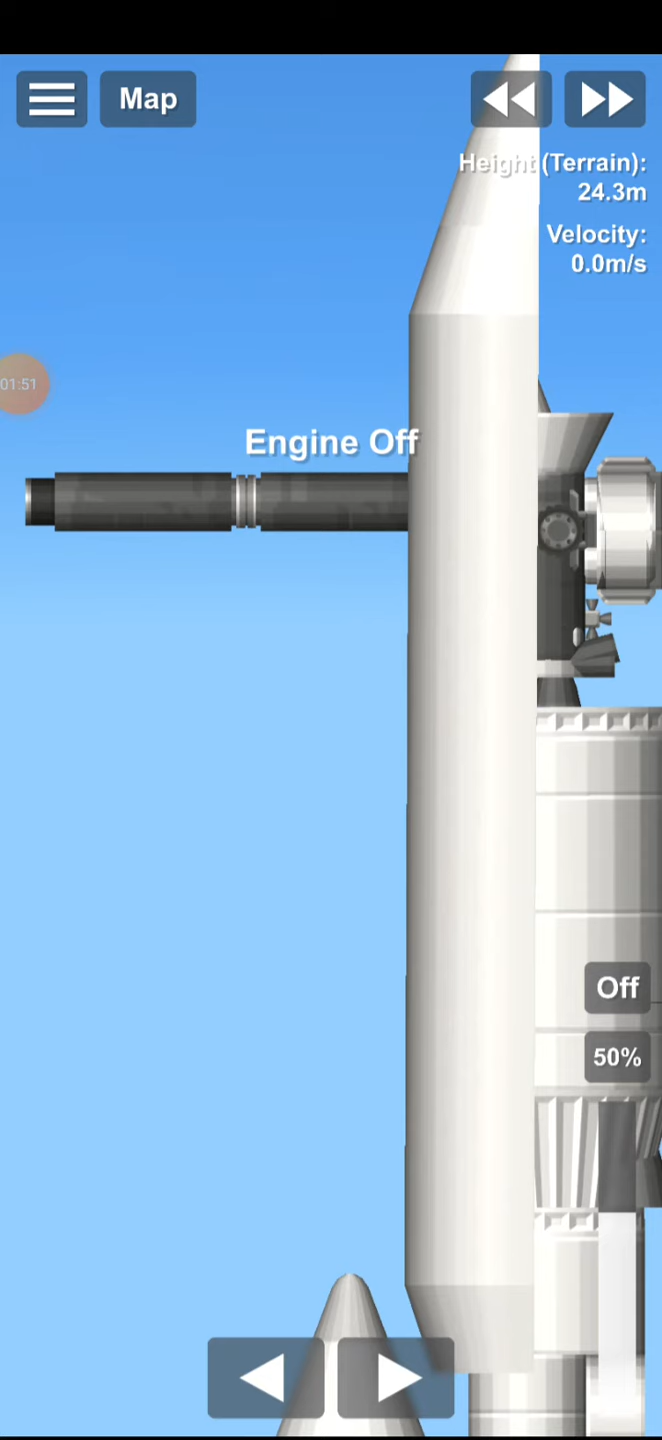 Map
Height (Terrain):
24.3m
Velocity:
0.0m/s
01:51
Engine Off
Off
50%